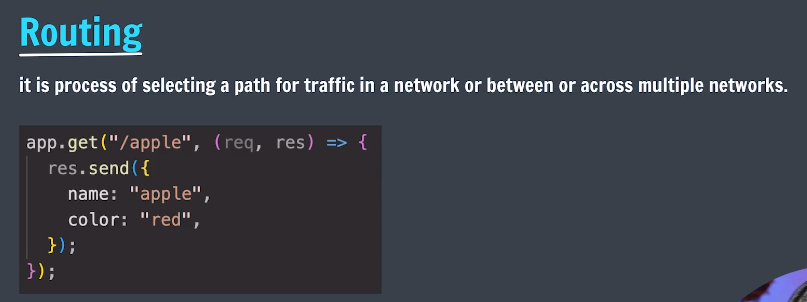 Routing
it is process of selecting a path for traffic in a network or between or across multiple networks.
app.get("/apple", (req, res) => {
  res.send({
    name: "apple",
    color: "red",
  });
});